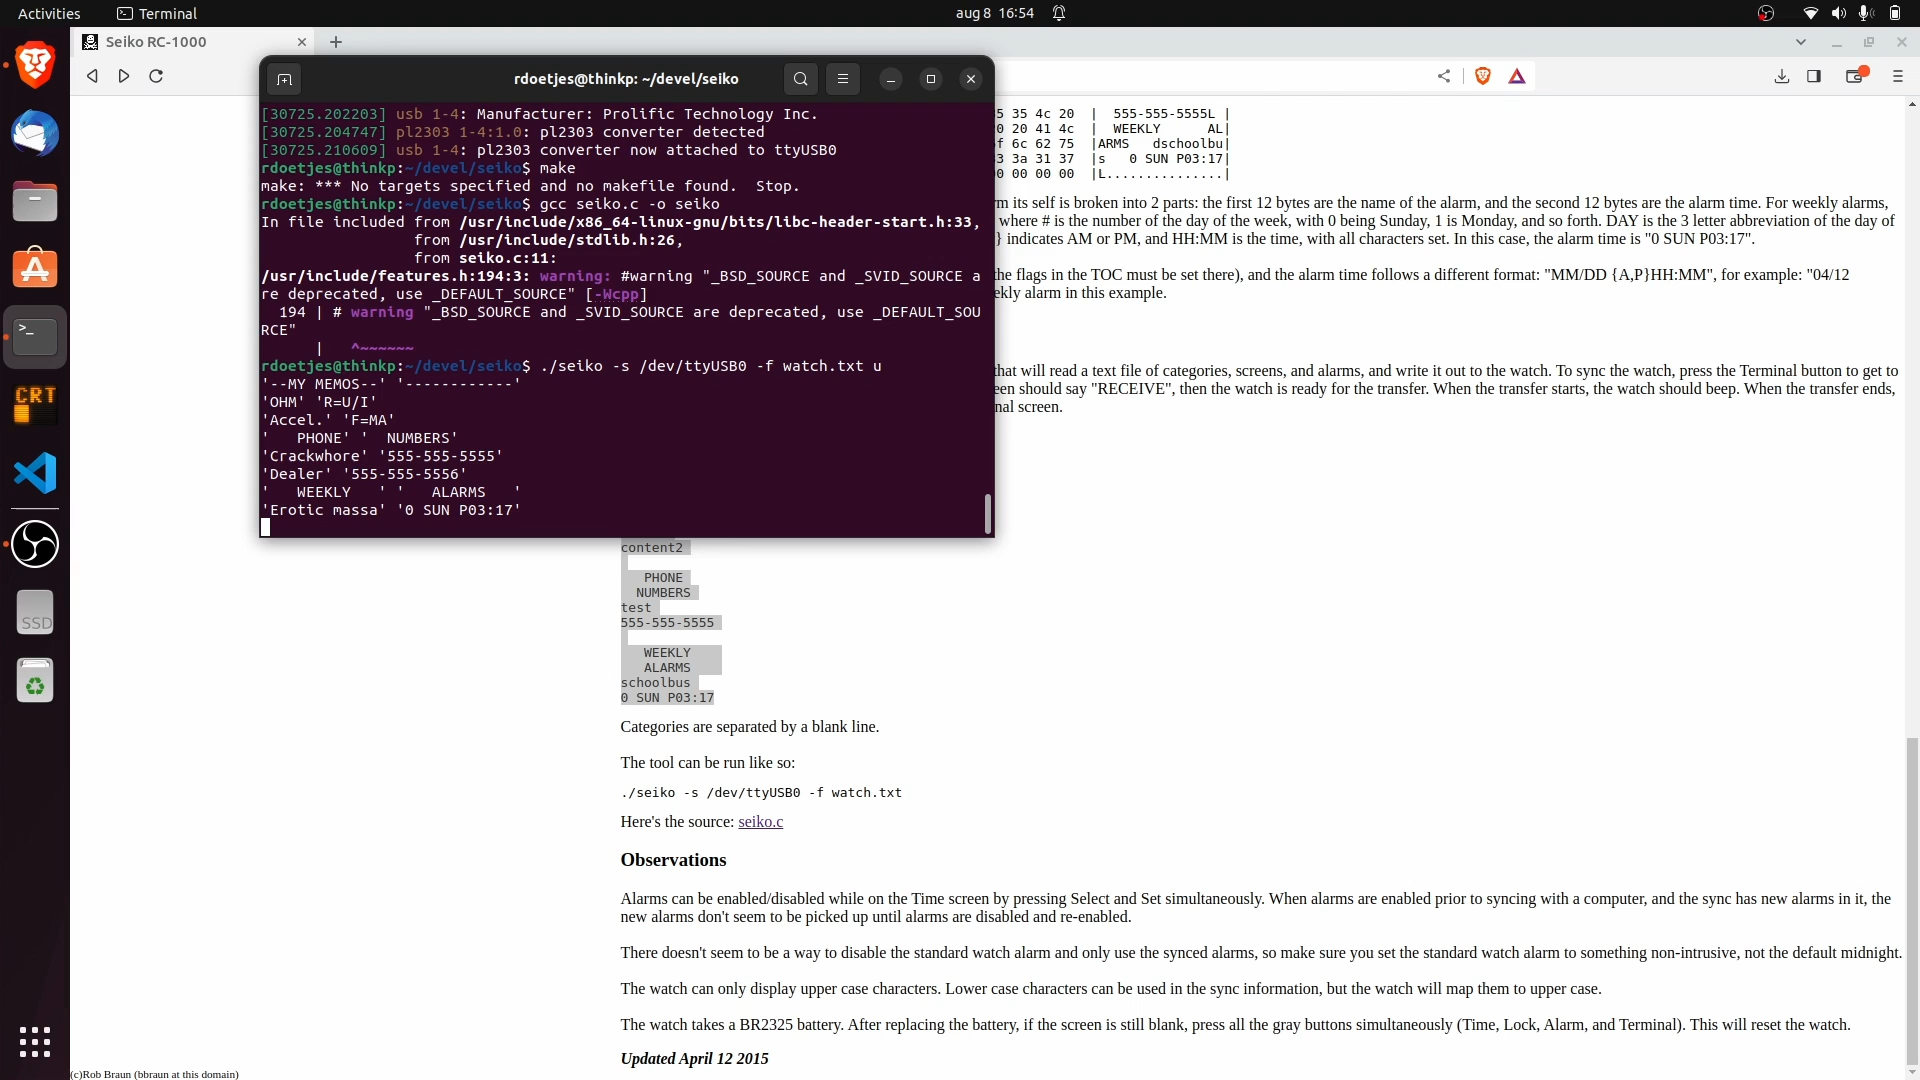 Activities
Terminal
aug 8 16:54
Seiko RC-1000
rdoetjes@thinkp: ~/devel/seiko
[30725.202203] usb 1-4: Manufacturer: Prolific Technology Inc.
[30725.204747] pl2303 1-4:1.0: pl2303 converter detected
[30725.210609] usb 1-4: pl2303 converter now attached to ttyUSB0
rdoetjes@thinkp:~/devel/seiko$ make
make: *** No targets specified and no makefile found.  Stop.
rdoetjes@thinkp:~/devel/seiko$ gcc seiko.c -o seiko
In file included from /usr/include/x86_64-linux-gnu/bits/libc-header-start.h:33,
                 from /usr/include/stdlib.h:26,
                 from seiko.c:11:
/usr/include/features.h:194:3: warning: #warning "_BSD_SOURCE and _SVID_SOURCE a
re deprecated, use _DEFAULT_SOURCE" [-Wcpp]
  194 | # warning "_BSD_SOURCE and _SVID_SOURCE are deprecated, use _DEFAULT_SOU
RCE"
      |   ^~~~~~~
rdoetjes@thinkp:~/devel/seiko$ ./seiko -s /dev/ttyUSB0 -f watch.txt u
'--MY MEMOS--' '------------'
'OHM' 'R=U/I'
'Accel.' 'F=MA'
'   PHONE' '  NUMBERS'
'Crackwhore' '555-555-5555'
'Dealer' '555-555-5556'
'   WEEKLY   ' '   ALARMS   '
'Erotic massa' '0 SUN P03:17'
35 4c 20  |  555-555-5555L |
20 41 4c  |  WEEKLY      AL|
6c 62 75  |ARMS   dschoolbu|
3a 31 37  |s   0 SUN P03:17|
00 00 00  |L...............|
its self is broken into 2 parts: the first 12 bytes are the name of the alarm, and the second 12 bytes are the alarm time. For weekly alarms,
where # is the number of the day of the week, with 0 being Sunday, 1 is Monday, and so forth. DAY is the 3 letter abbreviation of the day of
} indicates AM or PM, and HH:MM is the time, with all characters set. In this case, the alarm time is "0 SUN P03:17".
the flags in the TOC must be set there), and the alarm time follows a different format: "MM/DD {A,P}HH:MM", for example: "04/12
alarm in this example.
that will read a text file of categories, screens, and alarms, and write it out to the watch. To sync the watch, press the Terminal button to get to
should say "RECEIVE", then the watch is ready for the transfer. When the transfer starts, the watch should beep. When the transfer ends,
screen.
content2
PHONE
NUMBERS
test
555-555-5555
WEEKLY
ALARMS
schoolbus
0 SUN P03:17
Categories are separated by a blank line.
The tool can be run like so:
./seiko -s /dev/ttyUSB0 -f watch.txt
Here's the source: seiko.c
Observations
Alarms can be enabled/disabled while on the Time screen by pressing Select and Set simultaneously. When alarms are enabled prior to syncing with a computer, and the sync has new alarms in it, the
new alarms don't seem to be picked up until alarms are disabled and re-enabled.
There doesn't seem to be a way to disable the standard watch alarm and only use the synced alarms, so make sure you set the standard watch alarm to something non-intrusive, not the default midnight.
The watch can only display upper case characters. Lower case characters can be used in the sync information, but the watch will map them to upper case.
The watch takes a BR2325 battery. After replacing the battery, if the screen is still blank, press all the gray buttons simultaneously (Time, Lock, Alarm, and Terminal). This will reset the watch.
Updated April 12 2015
(c)Rob Braun (bbraun at this domain)
CRT
SSD